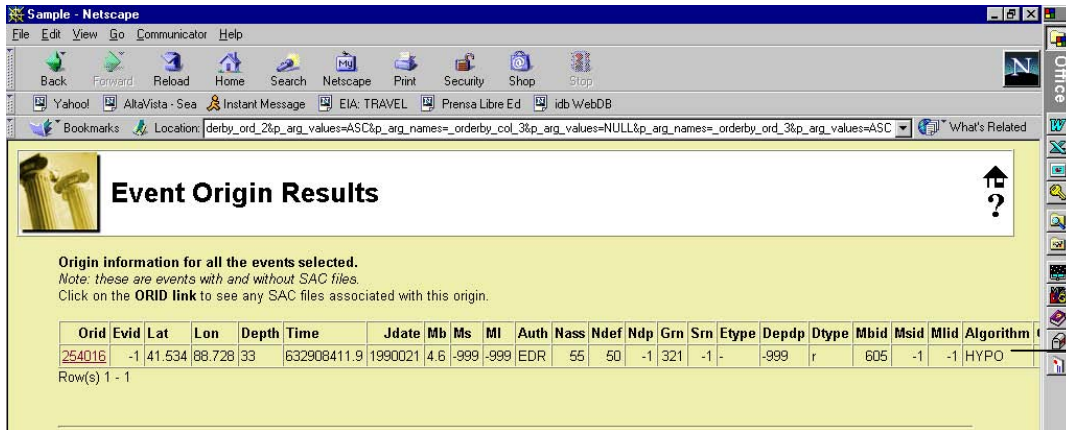 Sample - Netscape
File Edit View Go Communicator Help
Back Forward Reload Home Search Netscape Print Security Shop Stop
N
Office
Yahoo! AltaVista - Sea Instant Message EIA: TRAVEL Prensa Libre Ed idb WebDB
Bookmarks Location: derby_ord_2&p_arg_values=ASC&p_arg_names=_orderby_col_3&p_arg_values=NULL&p_arg_names=_orderby_ord_3&p_arg_values=ASC What's Related
Event Origin Results
?
Origin information for all the events selected.
Note: these are events with and without SAC files.
Click on the ORID link to see any SAC files associated with this origin.
Orid Evid Lat Lon Depth Time Jdate Mb Ms Ml Auth Nass Ndef Ndp Grn Srn Etype Depdp Dtype Mbid Msid Mlid Algorithm
254016 -1 41.534 88.728 33 632908411.9 1990021 4.6 -999 -999 EDR 55 50 -1 321 -1 - -999 r 605 -1 -1 HYPO
Row(s) 1 - 1